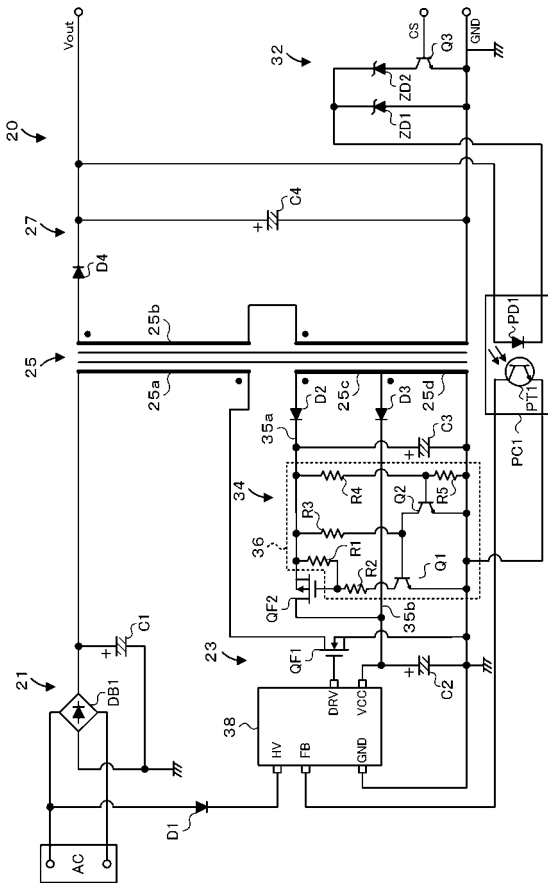 20
Vout
27
D4
C4
+
32
CS
Q3
GND
ZD2
ZD1
25
25a
25b
25c
25d
PD1
PT1
PC1
D2
D3
35a
C3
+
34
36
R3
R4
R5
R1
R2
Q2
Q1
QF2
35b
23
QF1
C2
+
38
DRV
VCC
HV
FB
GND
21
DB1
C1
+
D1
AC